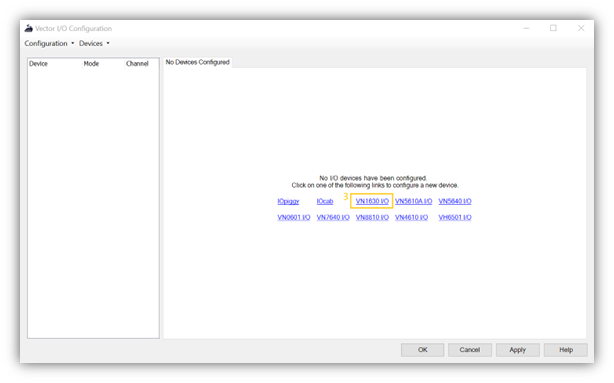 Vector I/O Configuration
Configuration Devices
Device Mode Channel
No Devices Configured
No I/O devices have been configured.
Click on one of the following links to configure a new device.
IOpiggy IOcab 3 VN1630 I/O VN5610A I/O VN5640 I/O
VN0601 I/O VN7640 I/O VN8810 I/O VN4610 I/O VH6501 I/O
OK Cancel Apply Help